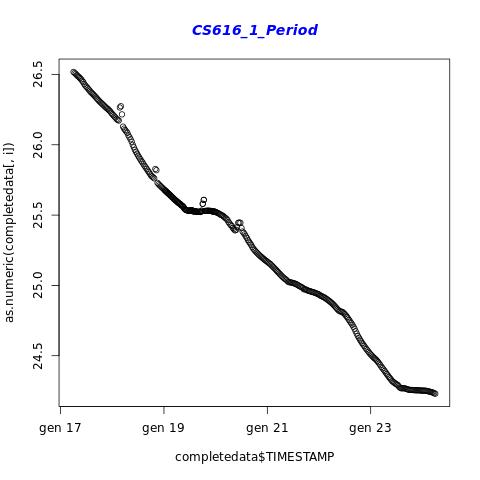 CS616_1_Period
as.numeric(completedata[, i])
26.5
26.0
25.5
25.0
24.5
gen 17 gen 19 gen 21 gen 23
completedata$TIMESTAMP